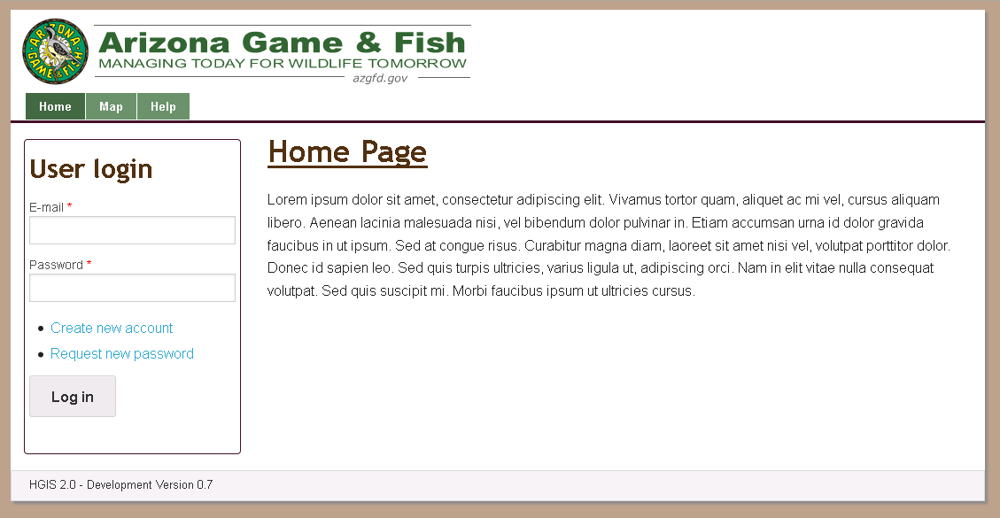 ARIZONA
GAME & FISH
Arizona Game & Fish
MANAGING TODAY FOR WILDLIFE TOMORROW
azgfd.gov
Home Map Help
User login
E-mail *
Password *
Create new account
Request new password
Log in
Home Page
Lorem ipsum dolor sit amet, consectetur adipiscing elit. Vivamus tortor quam, aliquet ac mi vel, cursus aliquam
libero. Aenean lacinia malesuada nisi, vel bibendum dolor pulvinar in. Etiam accumsan urna id dolor gravida
faucibus in ut ipsum. Sed at congue risus. Curabitur magna diam, laoreet sit amet nisi vel, volutpat porttitor dolor.
Donec id sapien leo. Sed quis turpis ultricies, varius ligula ut, adipiscing orci. Nam in elit vitae nulla consequat
volutpat. Sed quis suscipit mi. Morbi faucibus ipsum ut ultricies cursus.
HGIS 2.0 - Development Version 0.7